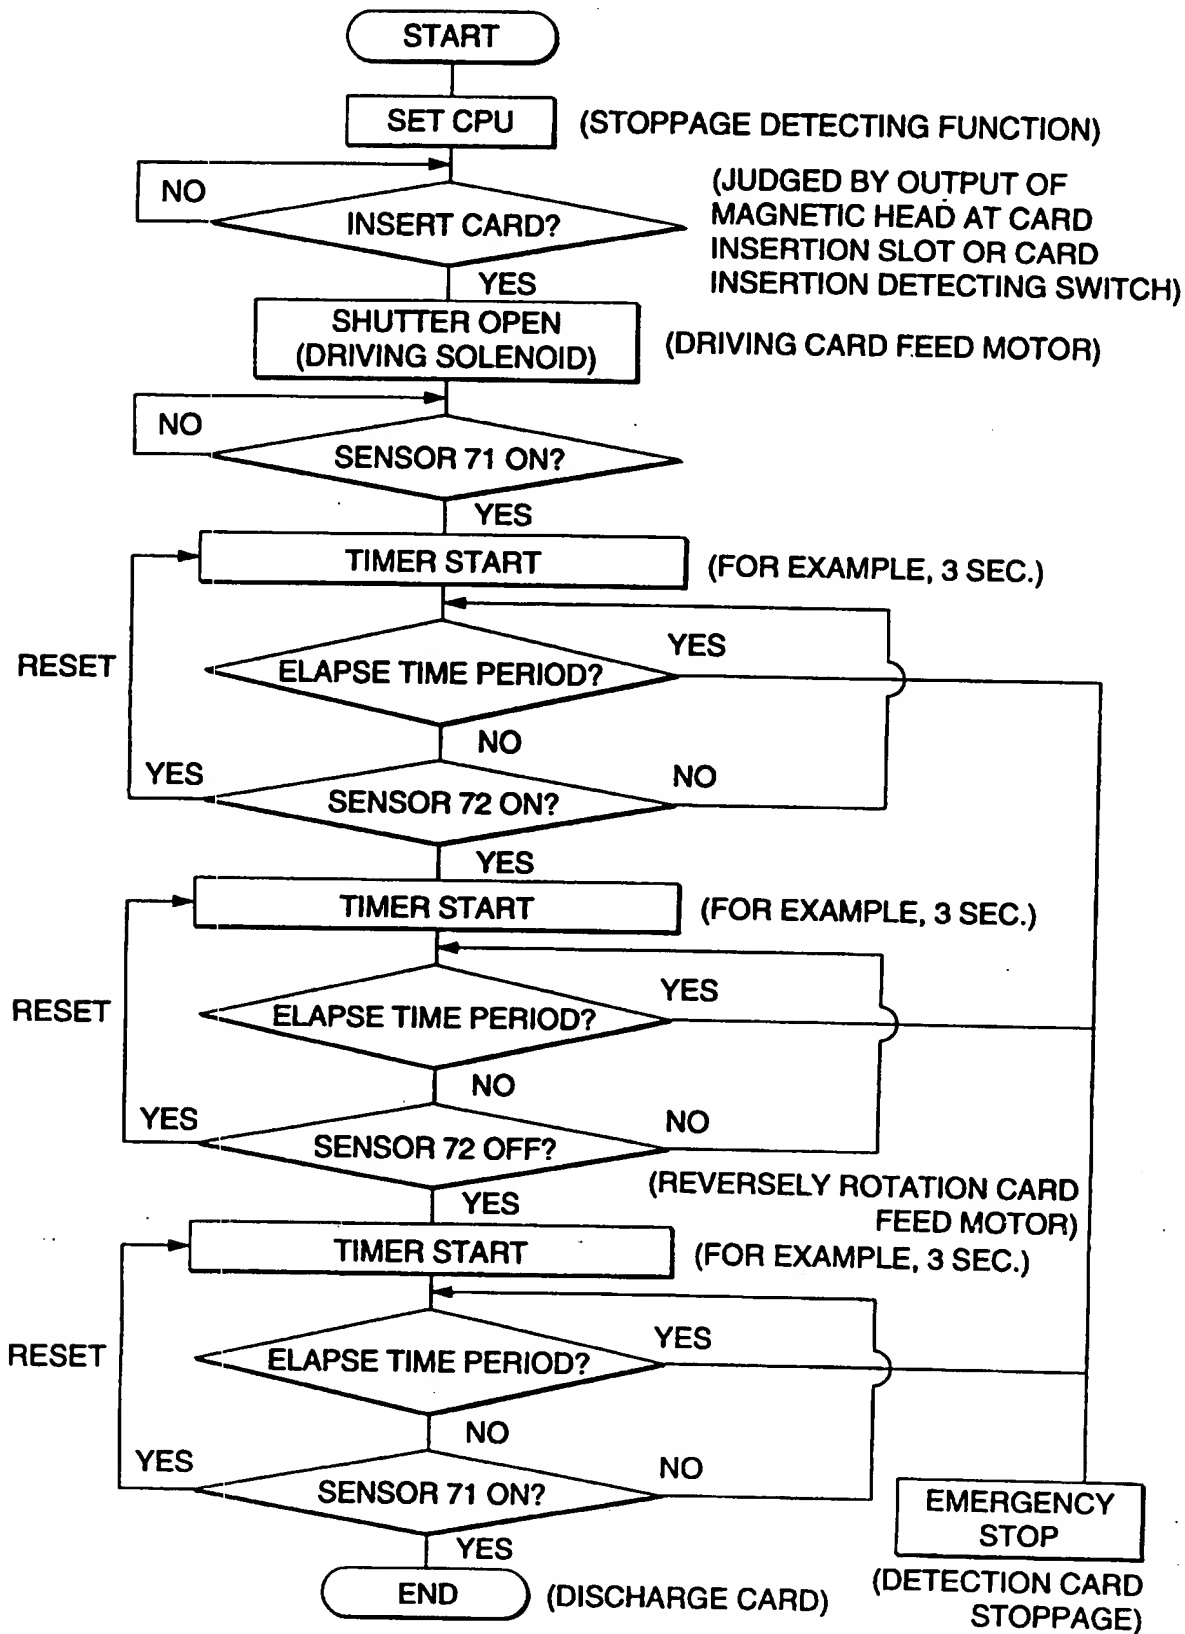 START
SET CPU
(STOPPAGE DETECTING FUNCTION)
NO
INSERT CARD?
(JUDGED BY OUTPUT OF
MAGNETIC HEAD AT CARD
INSERTION SLOT OR CARD
INSERTION DETECTING SWITCH)
YES
SHUTTER OPEN
(DRIVING SOLENOID)
(DRIVING CARD FEED MOTOR)
NO
SENSOR 71 ON?
YES
TIMER START
(FOR EXAMPLE, 3 SEC.)
RESET
ELAPSE TIME PERIOD?
YES
NO
YES
SENSOR 72 ON?
NO
YES
TIMER START
(FOR EXAMPLE, 3 SEC.)
RESET
ELAPSE TIME PERIOD?
YES
NO
YES
SENSOR 72 OFF?
NO
YES
(REVERSELY ROTATION CARD
FEED MOTOR)
TIMER START
(FOR EXAMPLE, 3 SEC.)
RESET
ELAPSE TIME PERIOD?
YES
NO
YES
SENSOR 71 ON?
NO
YES
EMERGENCY
STOP
(DETECTION CARD
STOPPAGE)
END
(DISCHARGE CARD)